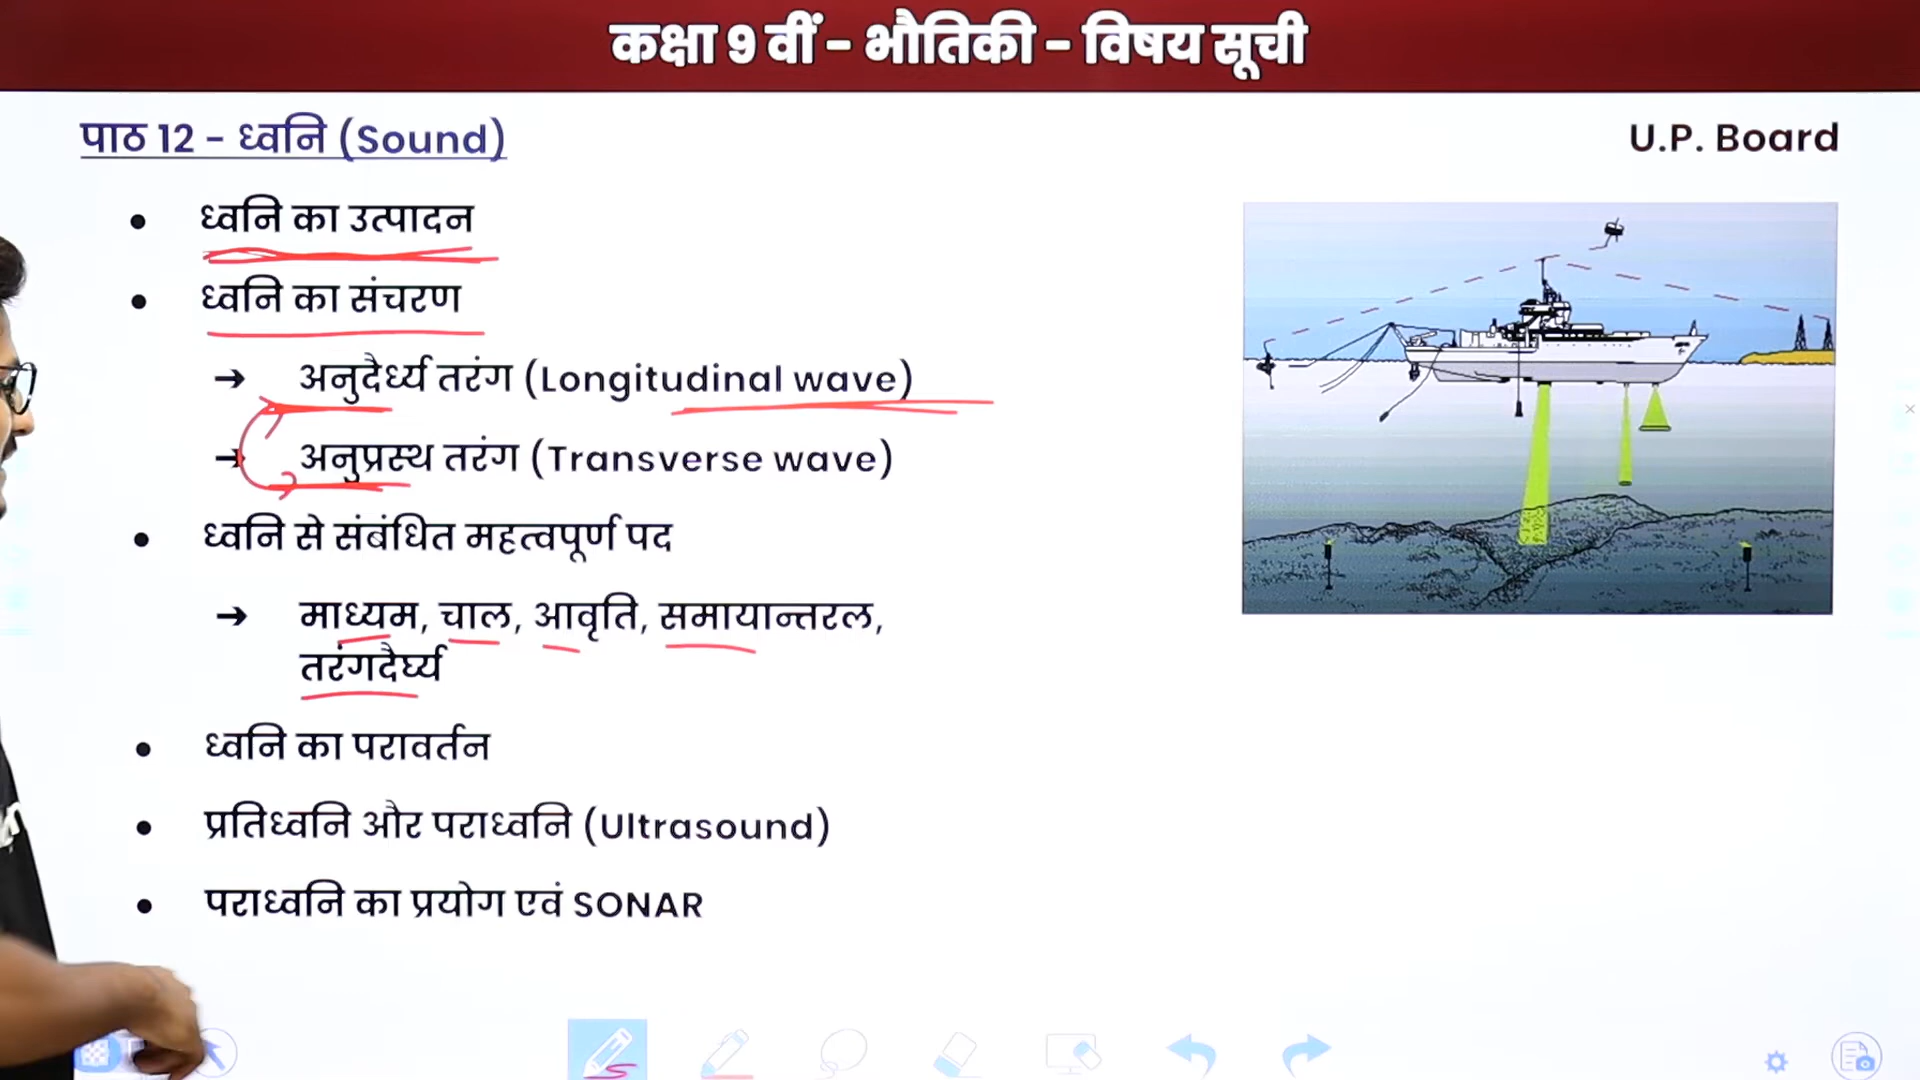 कक्षा 9 वीं - भौतिकी - विषय सूची
पाठ 12 - ध्वनि (Sound)
U.P. Board
• ध्वनि का उत्पादन
• ध्वनि का संचरण
→ अनुदैर्ध्य तरंग (Longitudinal wave)
→ अनुप्रस्थ तरंग (Transverse wave)
• ध्वनि से संबंधित महत्वपूर्ण पद
→ माध्यम, चाल, आवृति, समायान्तरल,
तरंगदैर्घ्य
• ध्वनि का परावर्तन
• प्रतिध्वनि और पराध्वनि (Ultrasound)
• पराध्वनि का प्रयोग एवं SONAR